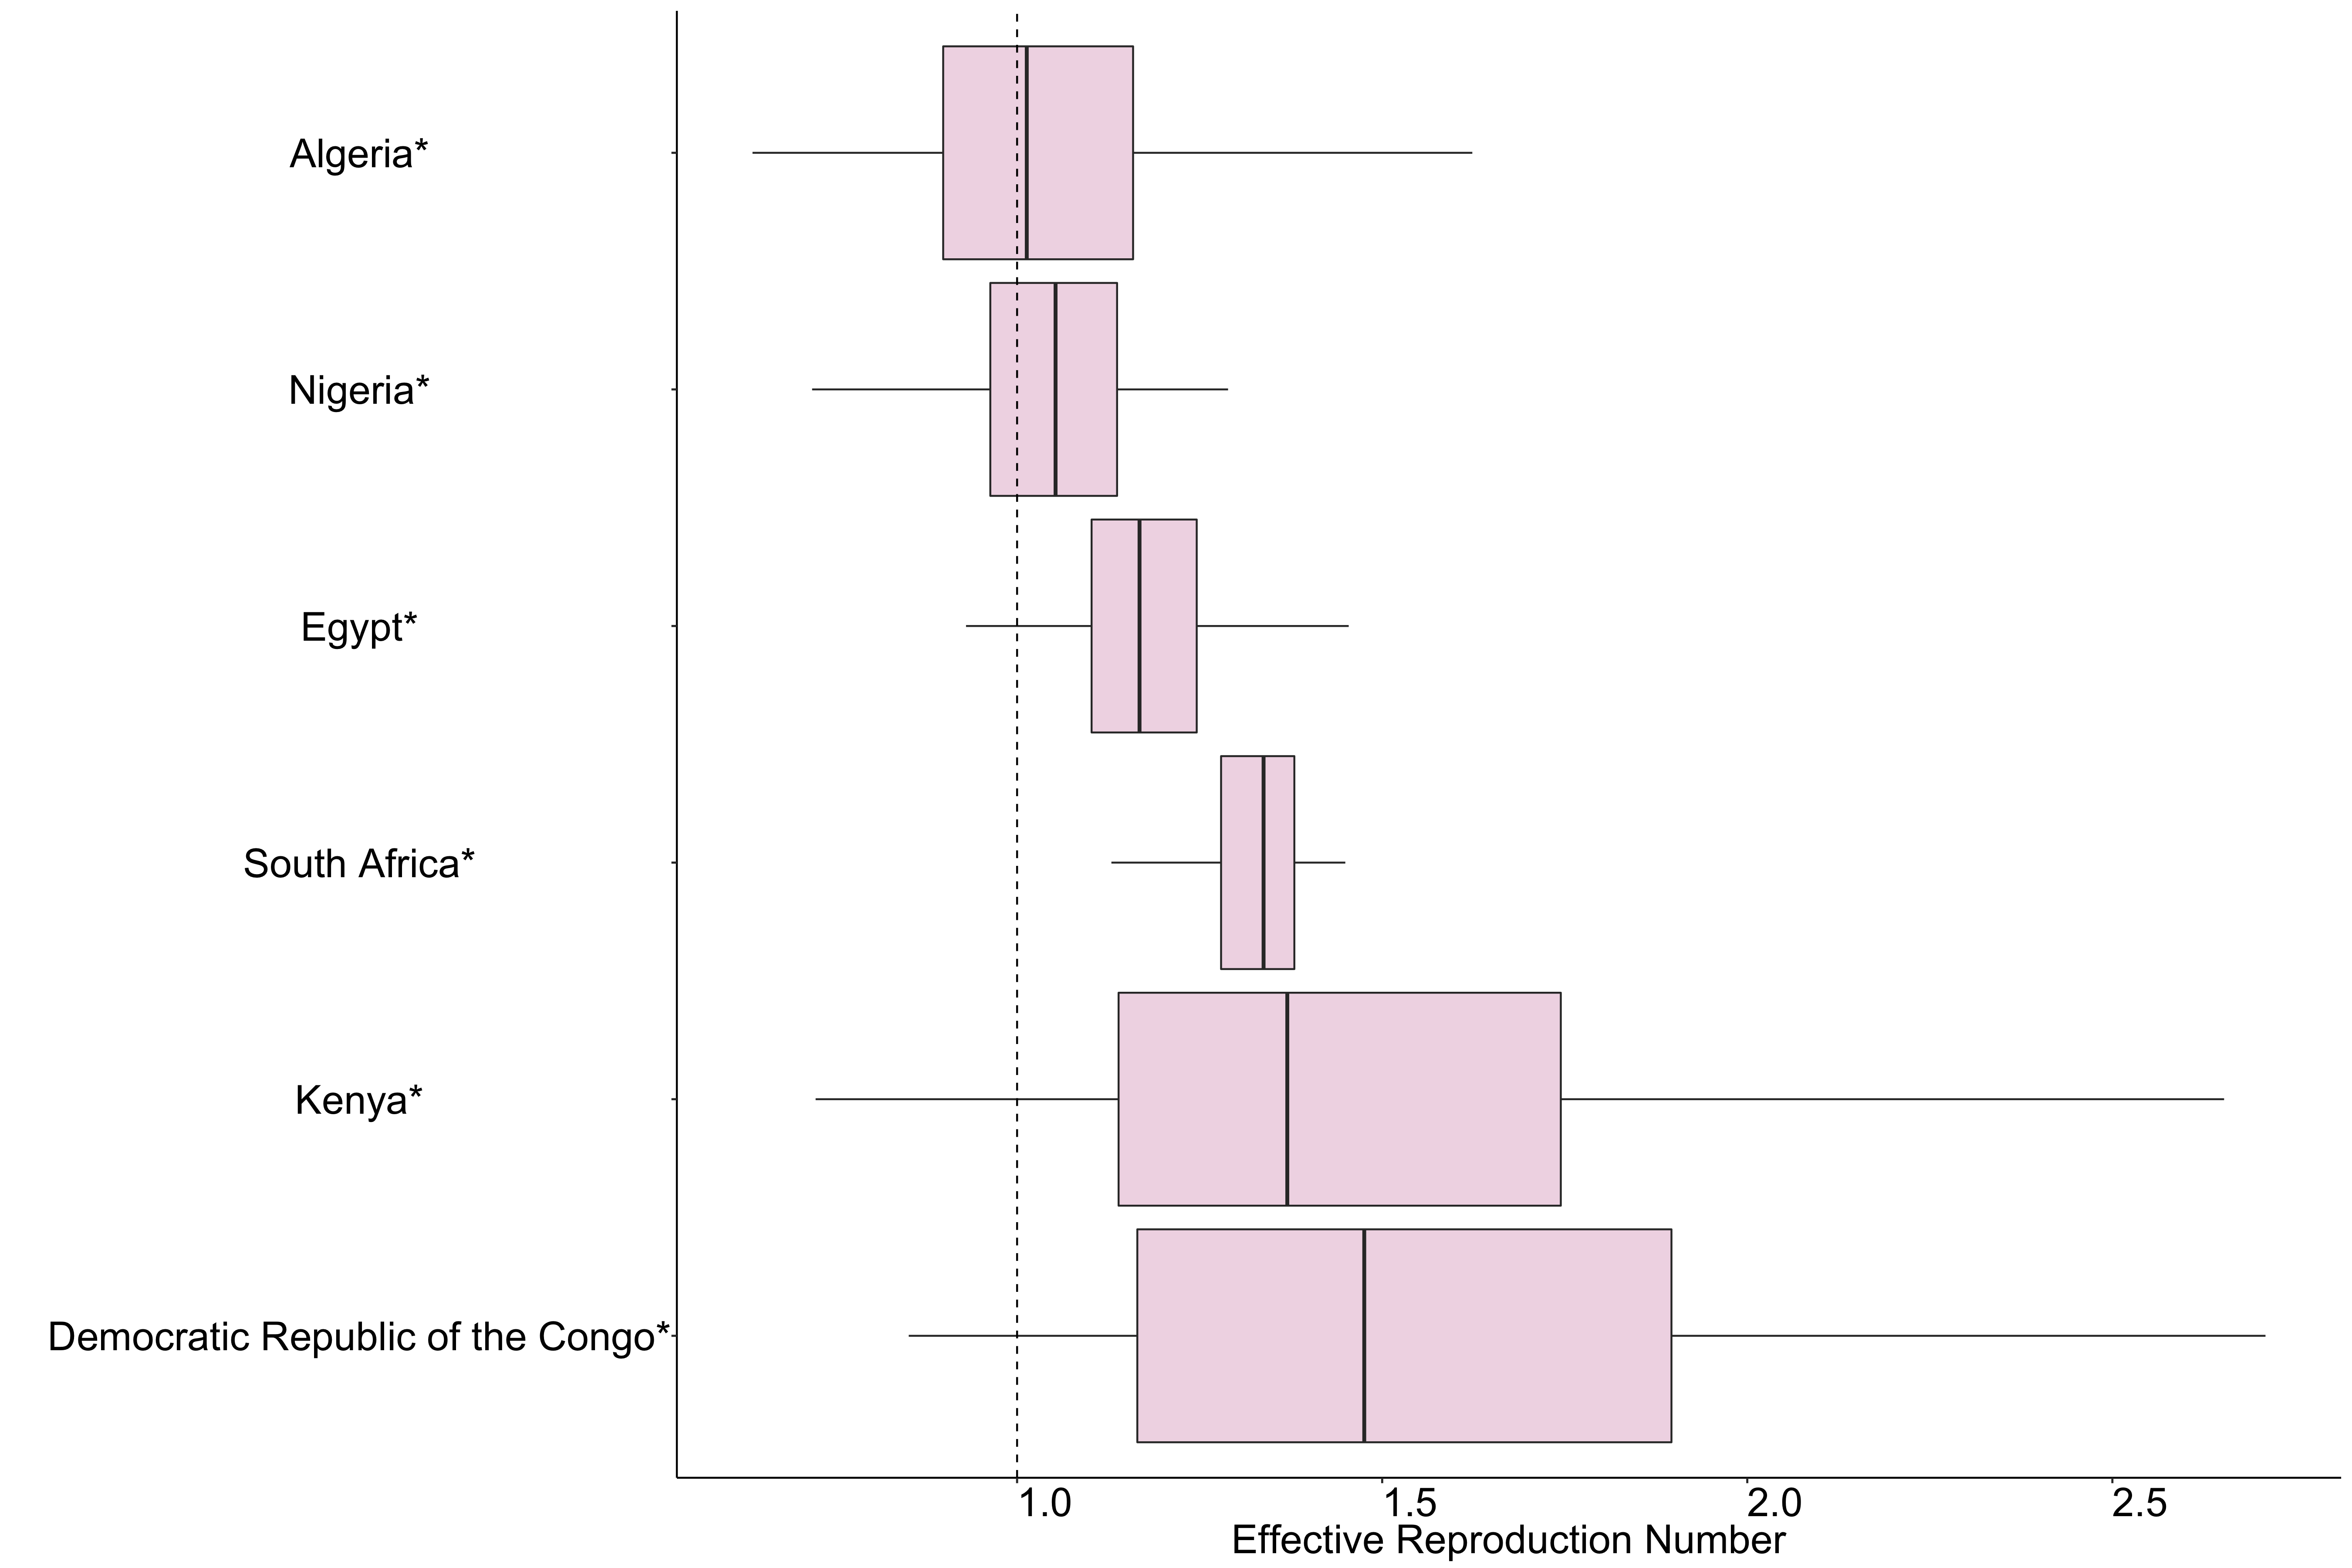 Algeria*
Nigeria*
Egypt*
South Africa*
Kenya*
Democratic Republic of the Congo*
1.0 1.5 2.0 2.5
Effective Reproduction Number